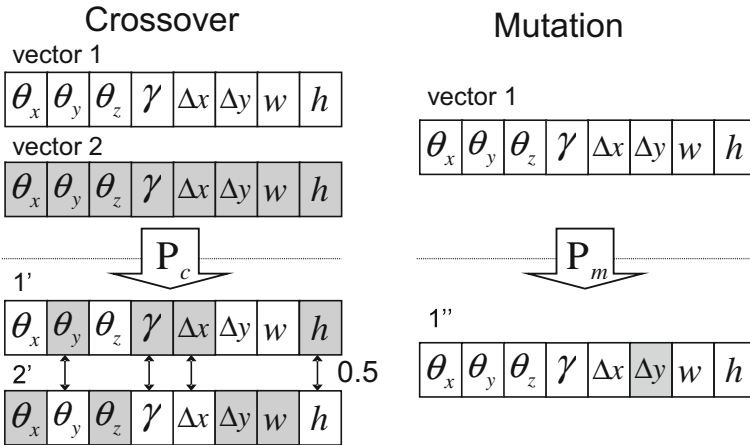 Crossover
vector 1
θx θy θz γ Δx Δy w h
vector 2
θx θy θz γ Δx Δy w h
Pc
1'
θx θy θz γ Δx Δy w h
0.5
2'
θx θy θz γ Δx Δy w h
Mutation
vector 1
θx θy θz γ Δx Δy w h
Pm
1''
θx θy θz γ Δx Δy w h